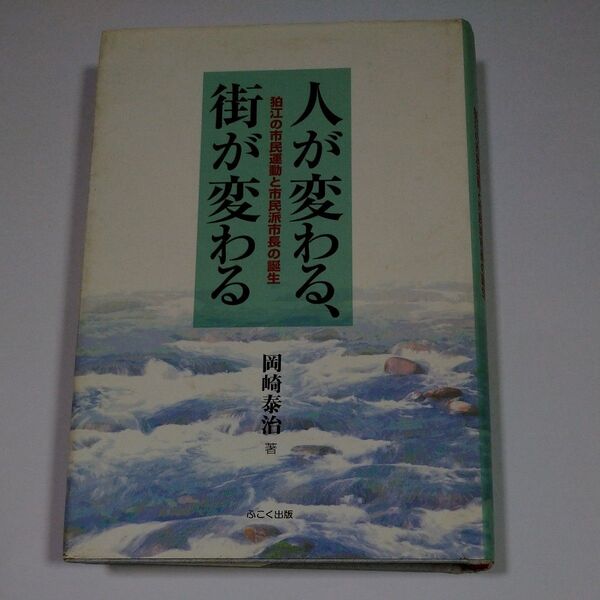 人が変わる、
街が変わる
狛江の市民運動と市民派市長の誕生
岡崎泰治 著
ふこく出版